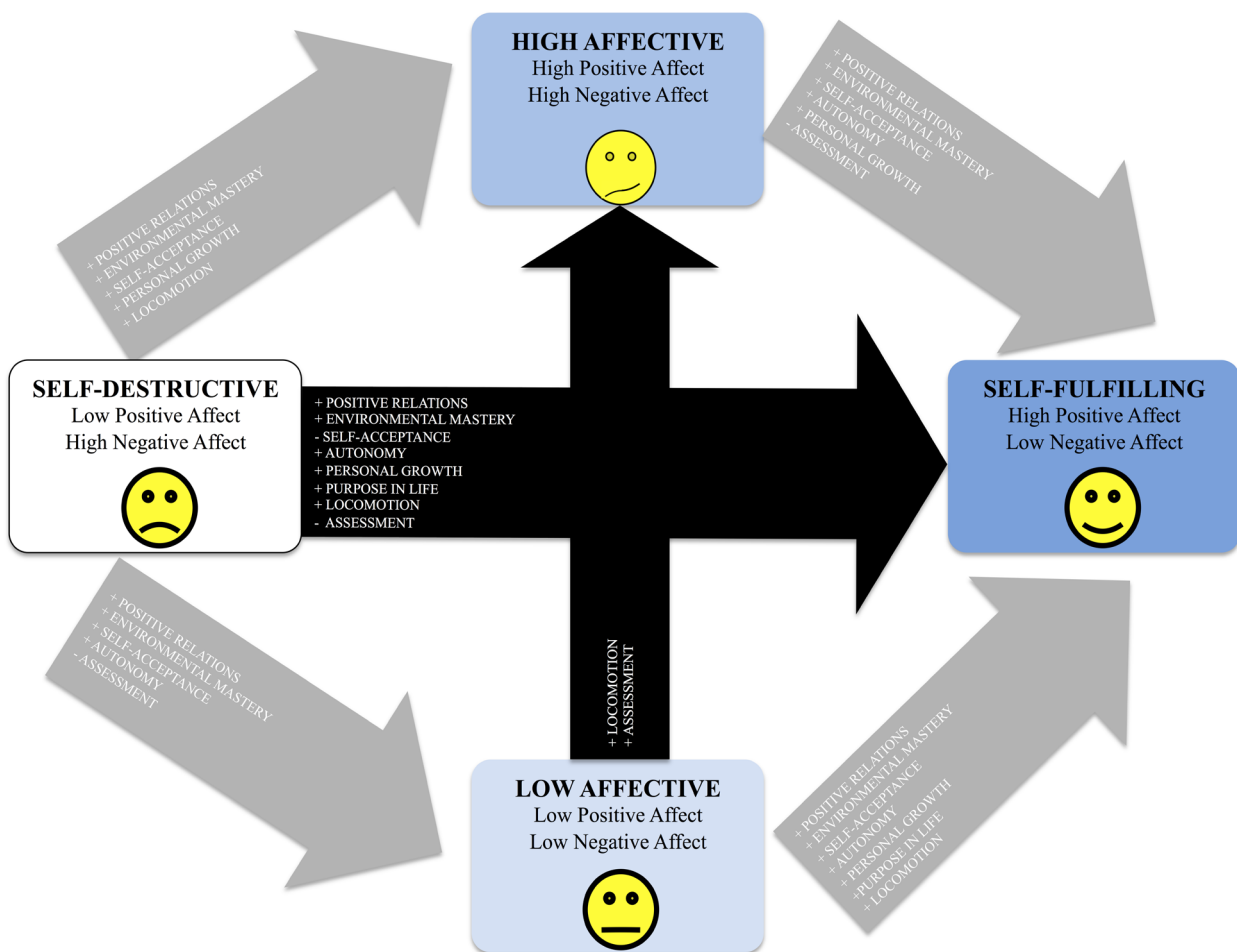 HIGH AFFECTIVE
High Positive Affect
High Negative Affect
+ POSITIVE RELATIONS
+ ENVIRONMENTAL MASTERY
+ SELF-ACCEPTANCE
+ PERSONAL GROWTH
+ LOCOMOTION
+ POSITIVE RELATIONS
+ ENVIRONMENTAL MASTERY
+ SELF-ACCEPTANCE
+ AUTONOMY
+ PERSONAL GROWTH
- ASSESSMENT
SELF-DESTRUCTIVE
Low Positive Affect
High Negative Affect
+ POSITIVE RELATIONS
+ ENVIRONMENTAL MASTERY
- SELF-ACCEPTANCE
+ AUTONOMY
+ PERSONAL GROWTH
+ PURPOSE IN LIFE
+ LOCOMOTION
- ASSESSMENT
SELF-FULFILLING
High Positive Affect
Low Negative Affect
+ POSITIVE RELATIONS
+ ENVIRONMENTAL MASTERY
+ SELF-ACCEPTANCE
+ AUTONOMY
- ASSESSMENT
+ LOCOMOTION
+ ASSESSMENT
+ POSITIVE RELATIONS
+ ENVIRONMENTAL MASTERY
+ SELF-ACCEPTANCE
+ AUTONOMY
+ PERSONAL GROWTH
+PURPOSE IN LIFE
+ LOCOMOTION
LOW AFFECTIVE
Low Positive Affect
Low Negative Affect